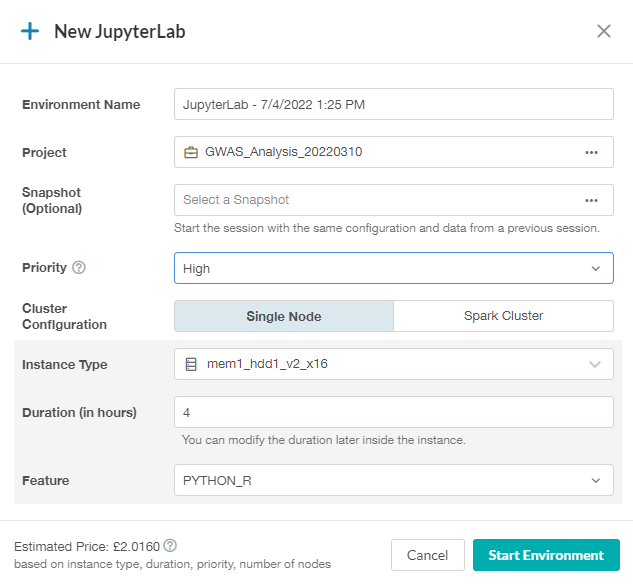 New JupyterLab
Environment Name
JupyterLab - 7/4/2022 1:25 PM
Project
GWAS_Analysis_20220310
Snapshot
(Optional)
Select a Snapshot
Start the session with the same configuration and data from a previous session.
Priority
High
Cluster
Configuration
Single Node
Spark Cluster
Instance Type
mem1_hdd1_v2_x16
Duration (in hours)
4
You can modify the duration later inside the instance.
Feature
PYTHON_R
Estimated Price: £2.0160
based on instance type, duration, priority, number of nodes
Cancel
Start Environment